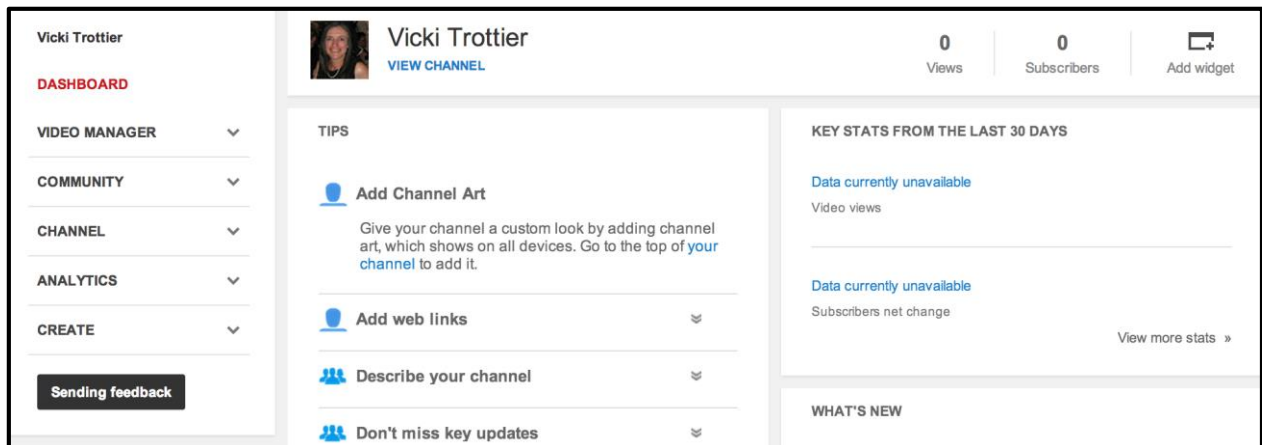 Vicki Trottier
DASHBOARD
VIDEO MANAGER
COMMUNITY
CHANNEL
ANALYTICS
CREATE
Sending feedback
Vicki Trottier
VIEW CHANNEL
0
Views
0
Subscribers
Add widget
TIPS
Add Channel Art
Give your channel a custom look by adding channel
art, which shows on all devices. Go to the top of your
channel to add it.
Add web links
Describe your channel
Don't miss key updates
KEY STATS FROM THE LAST 30 DAYS
Data currently unavailable
Video views
Data currently unavailable
Subscribers net change
View more stats »
WHAT'S NEW